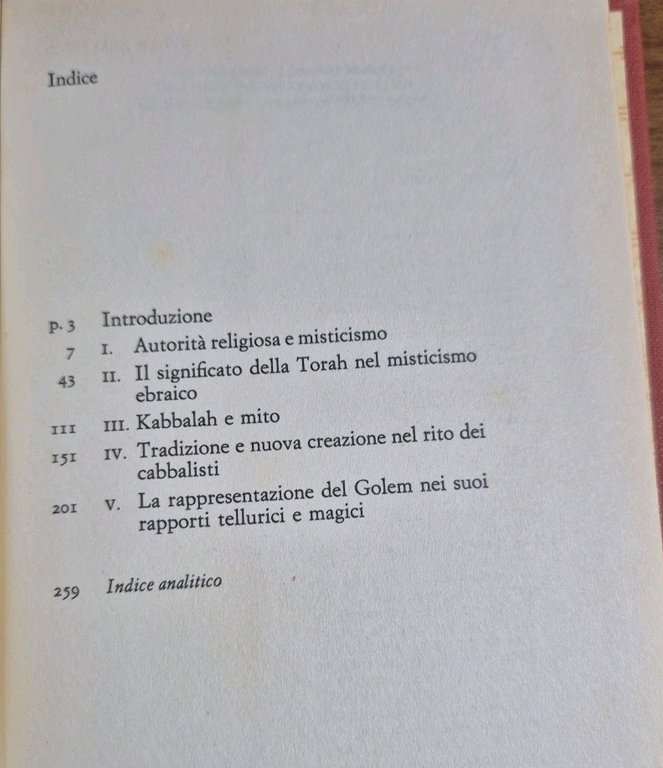 Indice
p. 3 Introduzione
7 I. Autorità religiosa e misticismo
43 II. Il significato della Torah nel misticismo
ebraico
111 III. Kabbalah e mito
151 IV. Tradizione e nuova creazione nel rito dei
cabbalisti
201 V. La rappresentazione del Golem nei suoi
rapporti tellurici e magici
259 Indice analitico